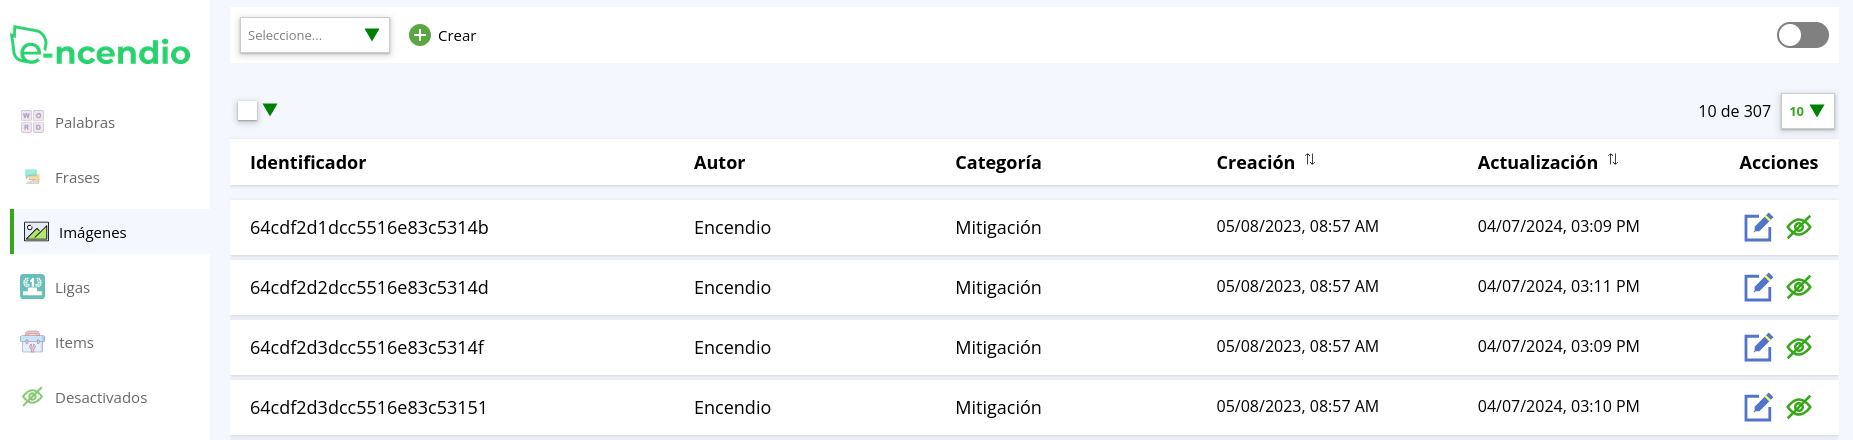 e-ncendio
Seleccione...
Crear
10 de 307
10
WO
RD
Palabras
Frases
Imágenes
1
Ligas
Items
Desactivados
Identificador Autor Categoría Creación Actualización Acciones
64cdf2d1dcc5516e83c5314b Encendio Mitigación 05/08/2023, 08:57 AM 04/07/2024, 03:09 PM
64cdf2d2dcc5516e83c5314d Encendio Mitigación 05/08/2023, 08:57 AM 04/07/2024, 03:11 PM
64cdf2d3dcc5516e83c5314f Encendio Mitigación 05/08/2023, 08:57 AM 04/07/2024, 03:09 PM
64cdf2d3dcc5516e83c53151 Encendio Mitigación 05/08/2023, 08:57 AM 04/07/2024, 03:10 PM